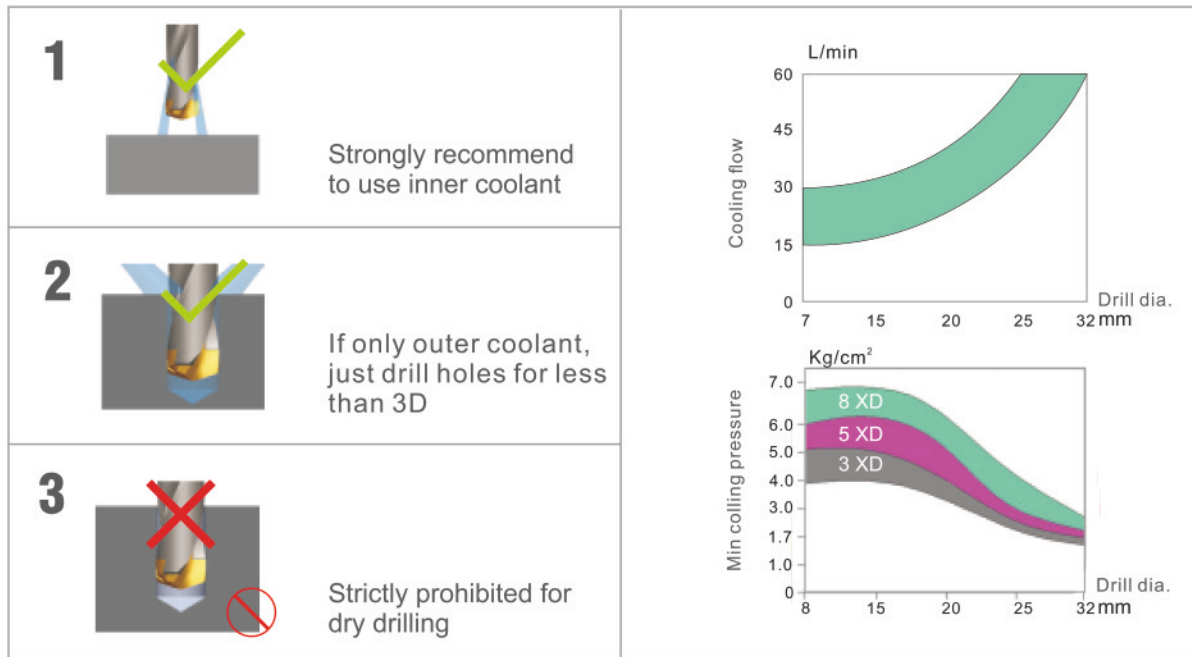 1
Strongly recommend
to use inner coolant
2
If only outer coolant,
just drill holes for less
than 3D
3
Strictly prohibited for
dry drilling
L/min
60
45
30
15
0
Cooling flow
7 15 20 25 32 mm
Drill dia.
Kg/cm²
7.0
6.0
5.0
4.0
3.0
1.7
1.0
0
Min colling pressure
8 XD
5 XD
3 XD
8 15 20 25 32 mm
Drill dia.